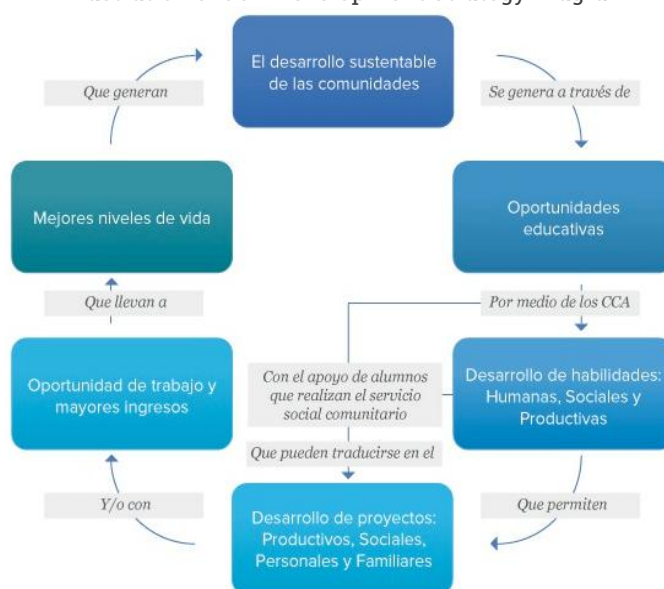 El desarrollo sustentable
de las comunidades
Que generan
Se genera a través de
Mejores niveles de vida
Oportunidades
educativas
Que llevan a
Por medio de los CCA
Oportunidad de trabajo y
mayores ingresos
Con el apoyo de alumnos
que realizan el servicio
social comunitario
Desarrollo de habilidades:
Humanas, Sociales y
Productivas
Que pueden traducirse en el
Y/o con
Desarrollo de proyectos:
Productivos, Sociales,
Personales y Familiares
Que permiten